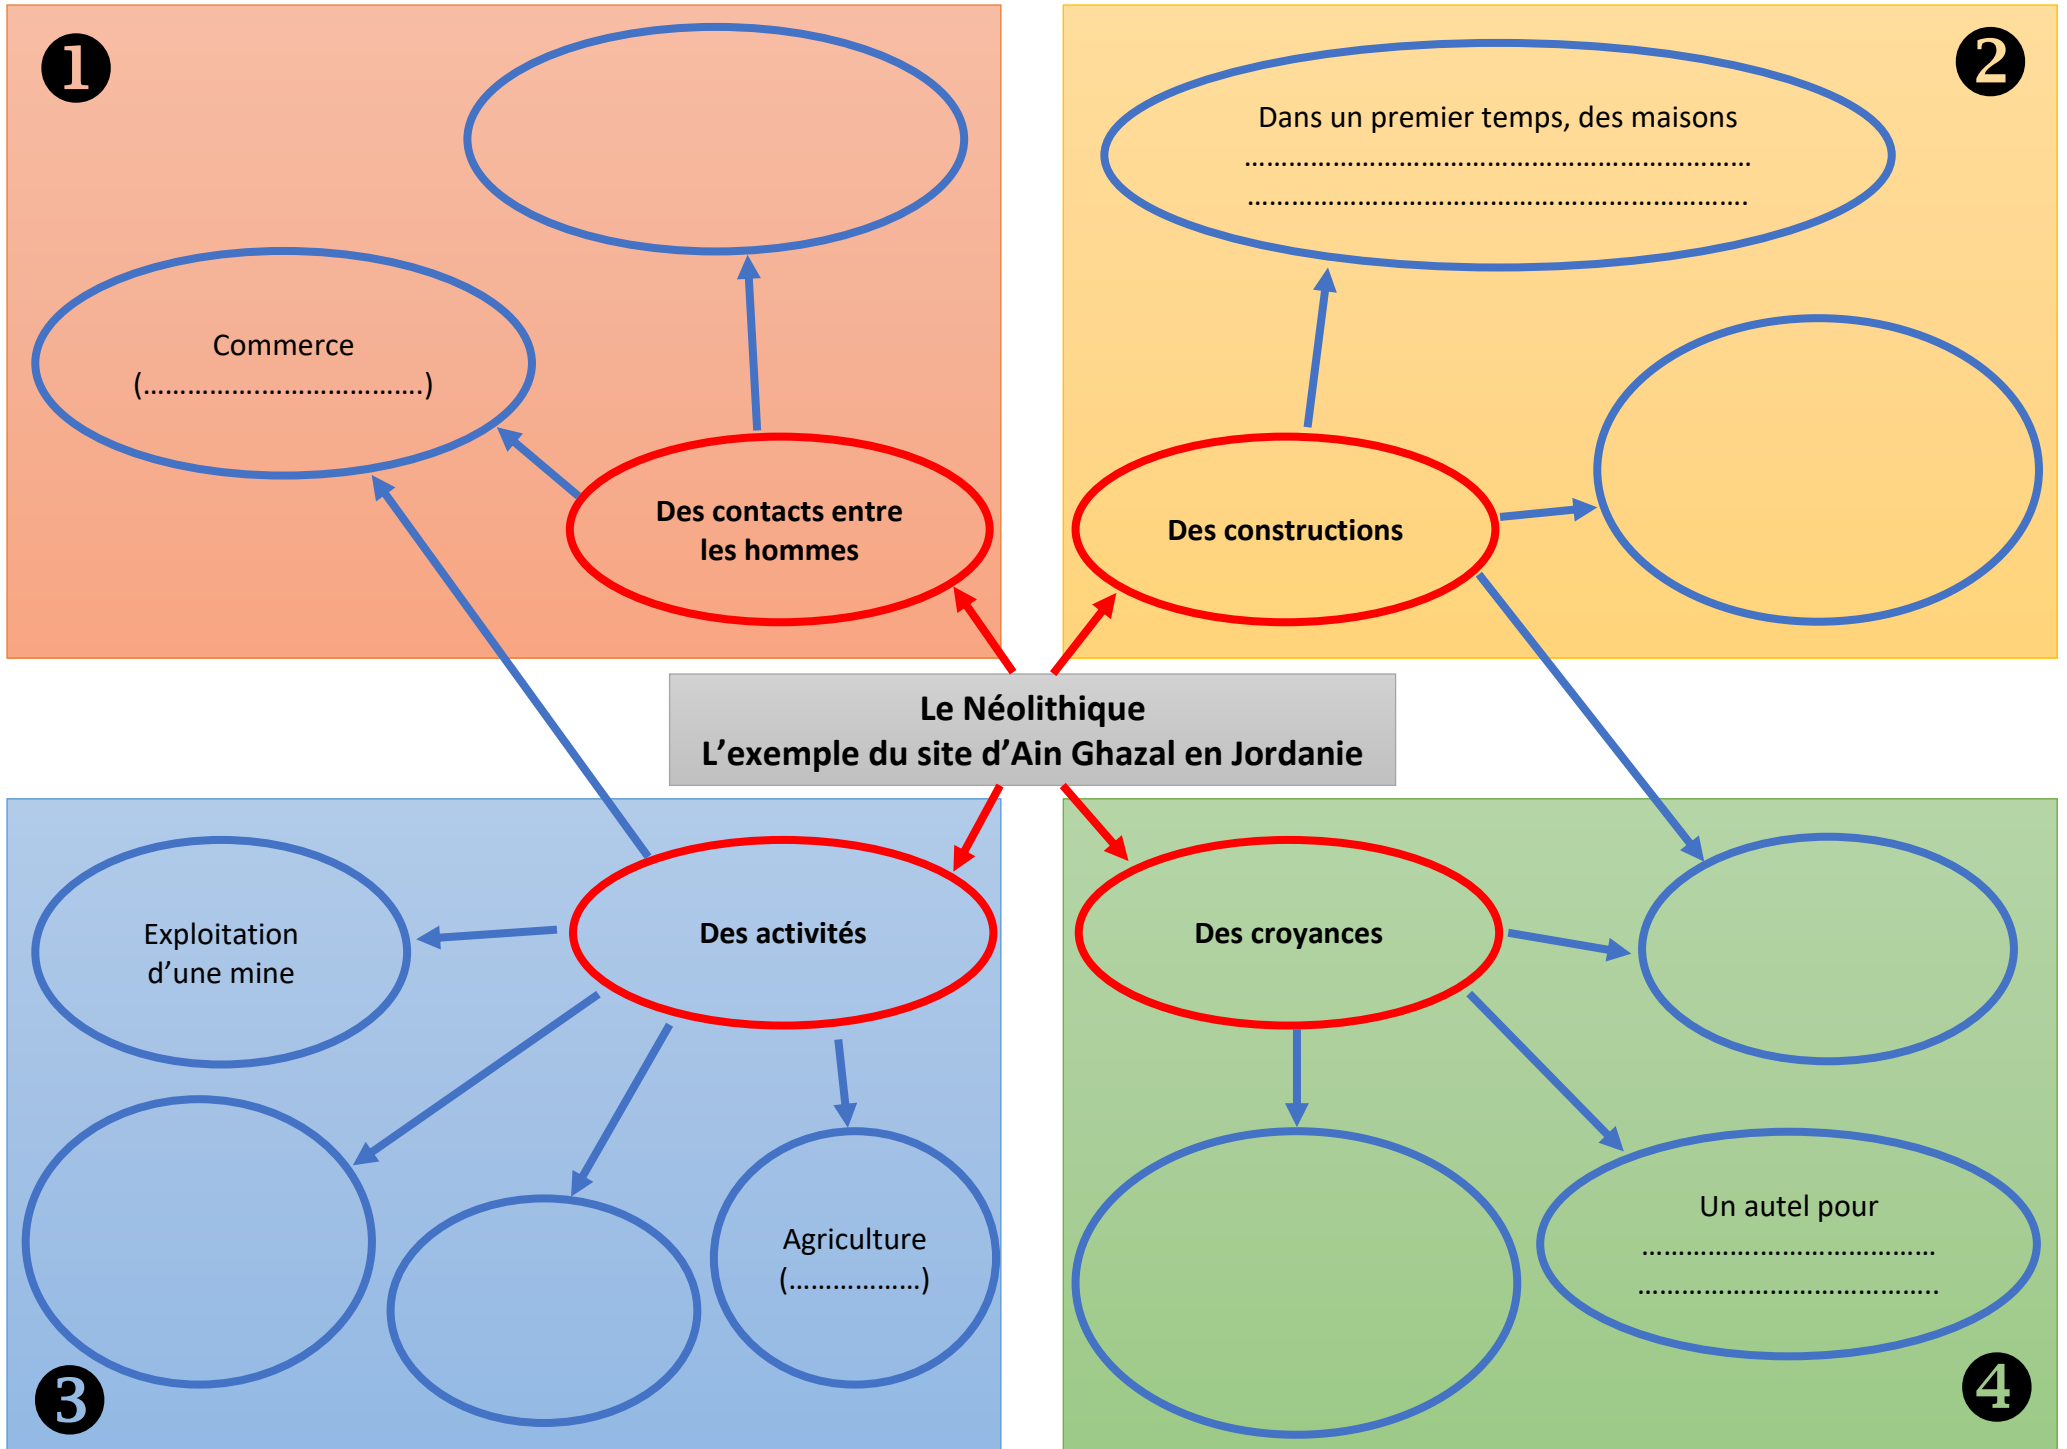 ❶
Commerce
(………………………………….)
Des contacts entre
les hommes
❷
Dans un premier temps, des maisons
……………………………………………………………
………………………………………….……………….
Des constructions
Le Néolithique
L’exemple du site d’Ain Ghazal en Jordanie
❸
Exploitation
d’une mine
Des activités
Agriculture
(………………)
❹
Des croyances
Un autel pour
…………….……………………
…………………………………..